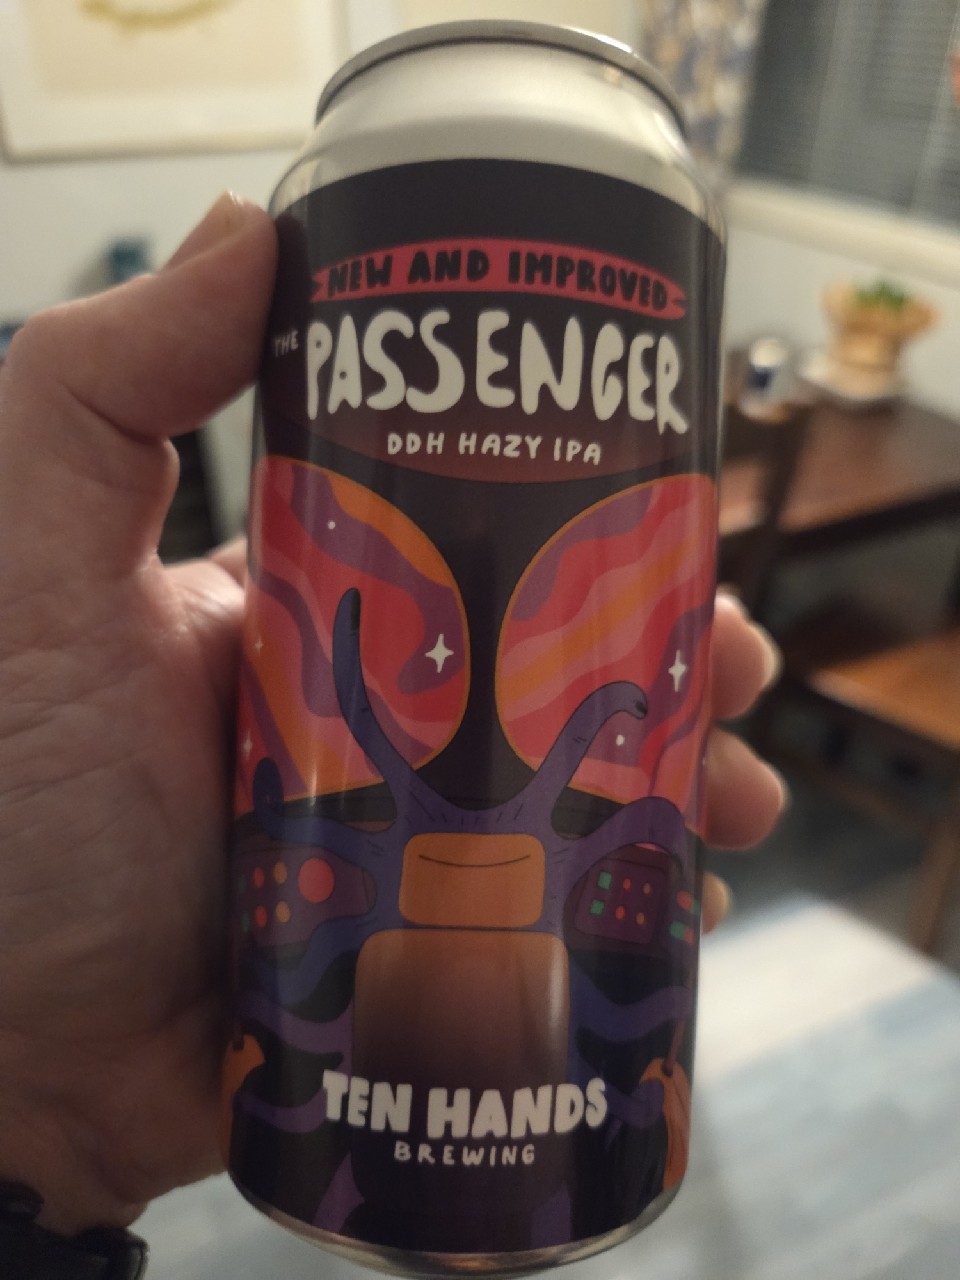 NEW AND IMPROVED
THE PASSENGER
DDH HAZY IPA
TEN HANDS
BREWING